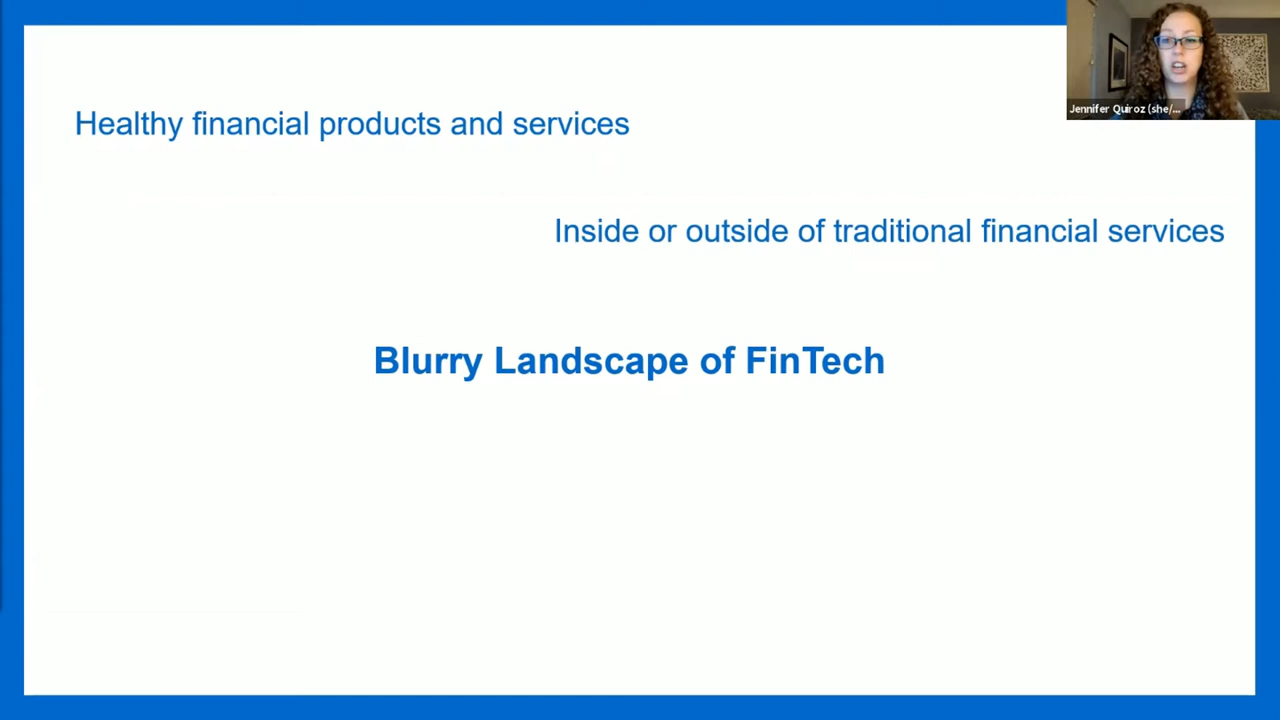 Jennifer Quiroz (she/...
Healthy financial products and services
Inside or outside of traditional financial services
Blurry Landscape of FinTech